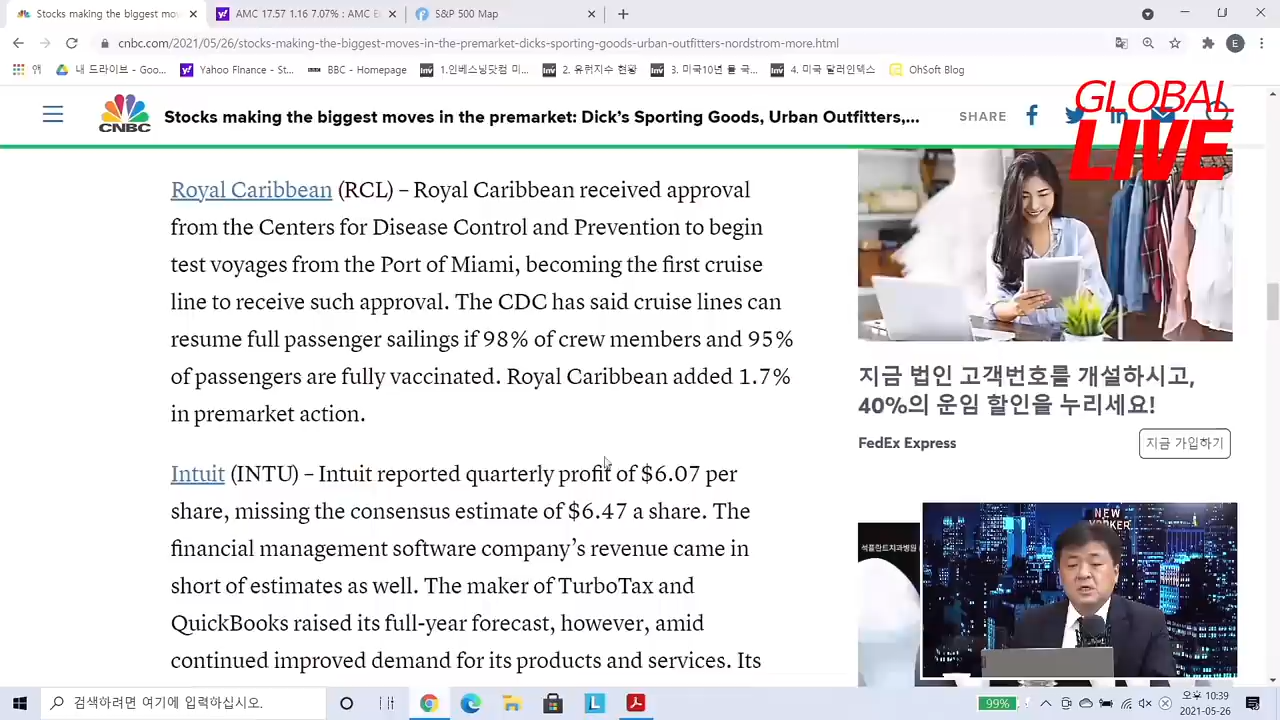 Stocks making the biggest mov
AMC 17.57 1.16 7.07% : AMC E
S&P 500 Map
cnbc.com/2021/05/26/stocks-making-the-biggest-moves-in-the-premarket-dicks-sporting-goods-urban-outfitters-nordstrom-more.html
E
앱
내 드라이브 - Goo...
Yahoo FInance - St...
BBC - Homepage
1.인베스팅닷컴 미...
2. 유럽지수 현황
3. 미국10년 물 국...
4. 미국 달러인덱스
OhSoft Blog
GLOBAL
LIVE
CNBC
Stocks making the biggest moves in the premarket: Dick’s Sporting Goods, Urban Outfitters,...
SHARE
Royal Caribbean (RCL) – Royal Caribbean received approval
from the Centers for Disease Control and Prevention to begin
test voyages from the Port of Miami, becoming the first cruise
line to receive such approval. The CDC has said cruise lines can
resume full passenger sailings if 98% of crew members and 95%
of passengers are fully vaccinated. Royal Caribbean added 1.7%
in premarket action.
Intuit (INTU) – Intuit reported quarterly profit of $6.07 per
share, missing the consensus estimate of $6.47 a share. The
financial management software company’s revenue came in
short of estimates as well. The maker of TurboTax and
QuickBooks raised its full-year forecast, however, amid
continued improved demand for its products and services. Its
지금 법인 고객번호를 개설하시고,
40%의 운임 할인을 누리세요!
FedEx Express
지금 가입하기
NEW
YORKER
검색하려면 여기에 입력하십시오.
99%
오후 10:39
2021-05-26